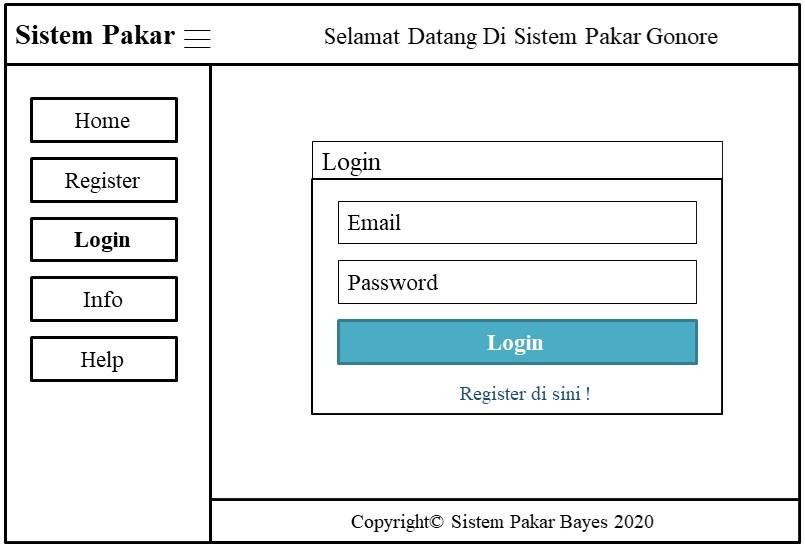 Sistem Pakar
Selamat Datang Di Sistem Pakar Gonore
Home
Register
Login
Info
Help
Login
Email
Password
Login
Register di sini !
Copyright© Sistem Pakar Bayes 2020